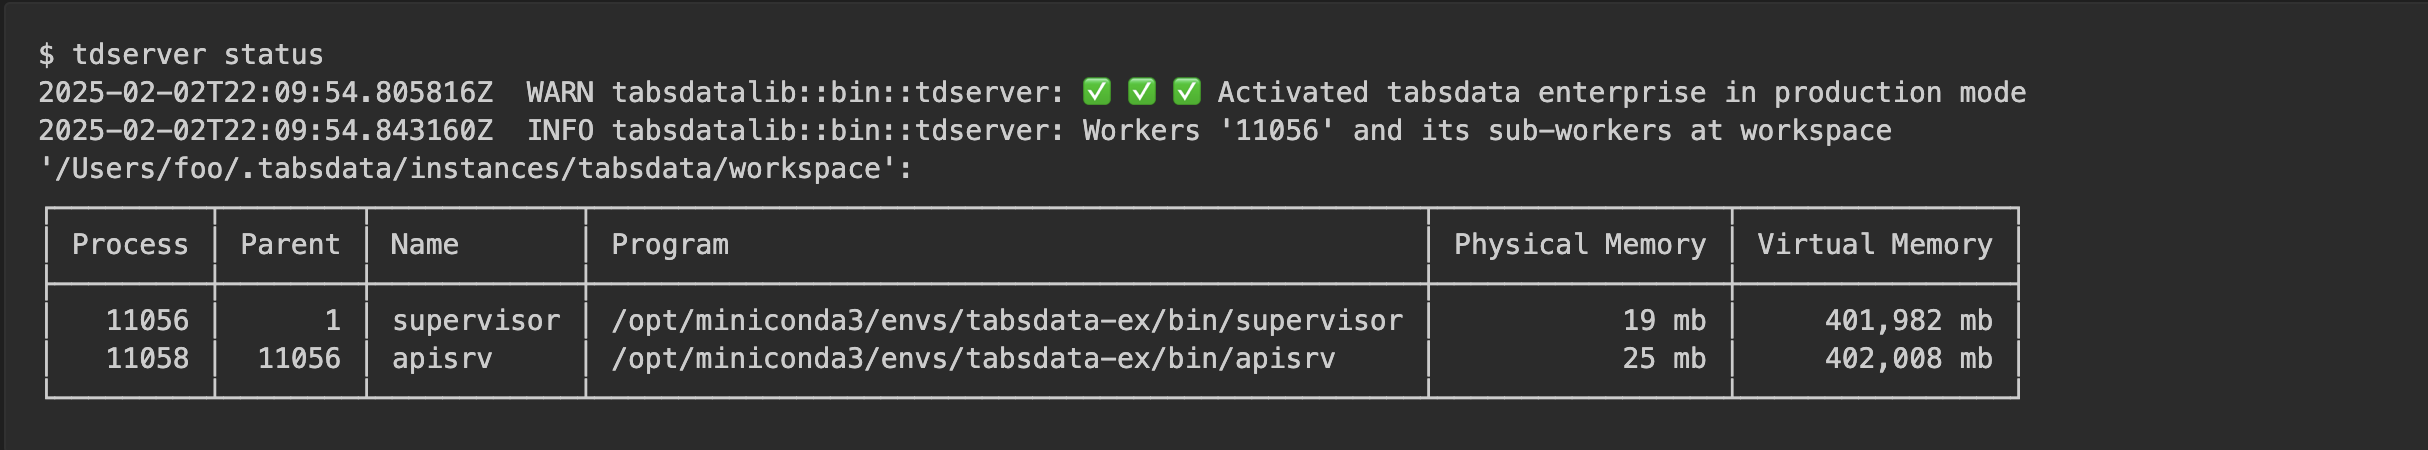 $ tdserver status
2025-02-02T22:09:54.805816Z  WARN tabsdatalib::bin::tdserver: ✅ ✅ ✅ Activated tabsdata enterprise in production mode
2025-02-02T22:09:54.843160Z  INFO tabsdatalib::bin::tdserver: Workers '11056' and its sub-workers at workspace
'/Users/foo/.tabsdata/instances/tabsdata/workspace':
Process Parent Name Program Physical Memory Virtual Memory
11056 1 supervisor /opt/miniconda3/envs/tabsdata-ex/bin/supervisor 19 mb 401,982 mb
11058 11056 apisrv /opt/miniconda3/envs/tabsdata-ex/bin/apisrv 25 mb 402,008 mb